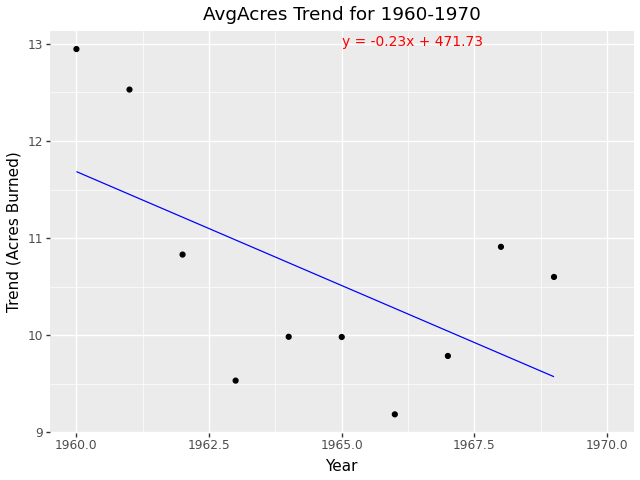 AvgAcres Trend for 1960-1970
y = -0.23x + 471.73
13
12
11
10
9
Trend (Acres Burned)
1960.0 1962.5 1965.0 1967.5 1970.0
Year